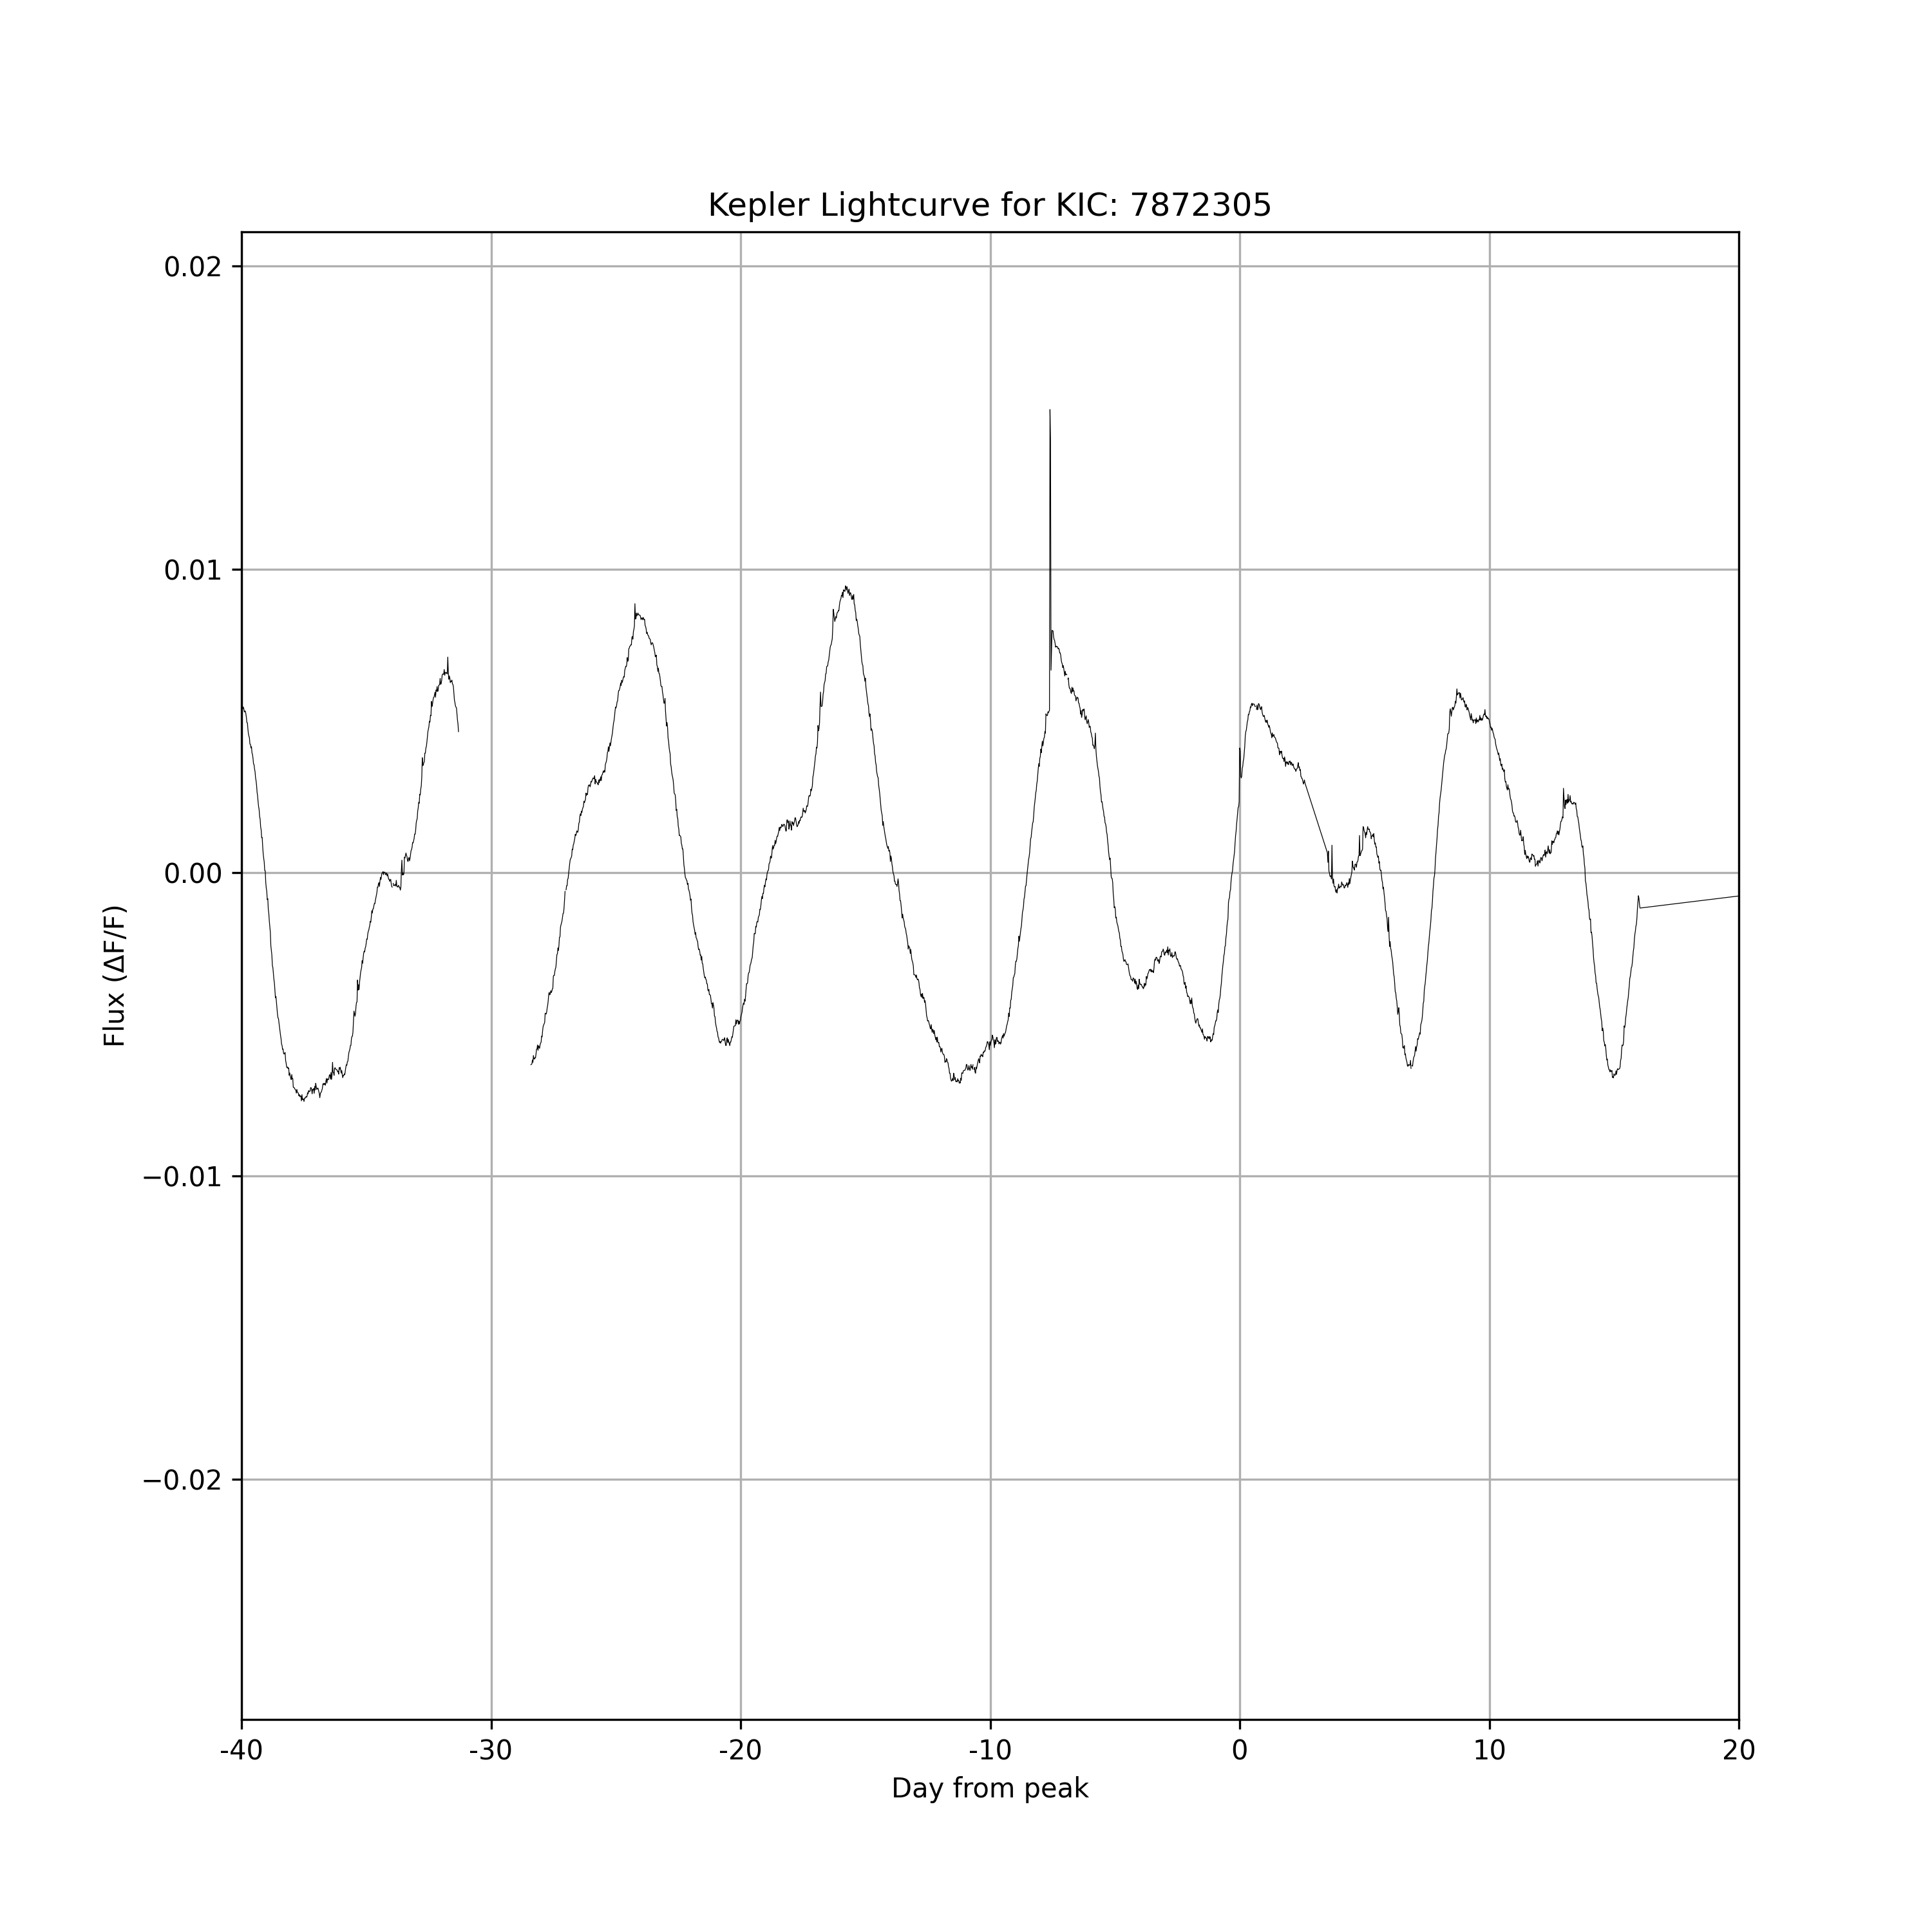 Kepler Lightcurve for KIC: 7872305
0.02
0.01
0.00
−0.01
−0.02
Flux (ΔF/F)
-40 -30 -20 -10 0 10 20
Day from peak